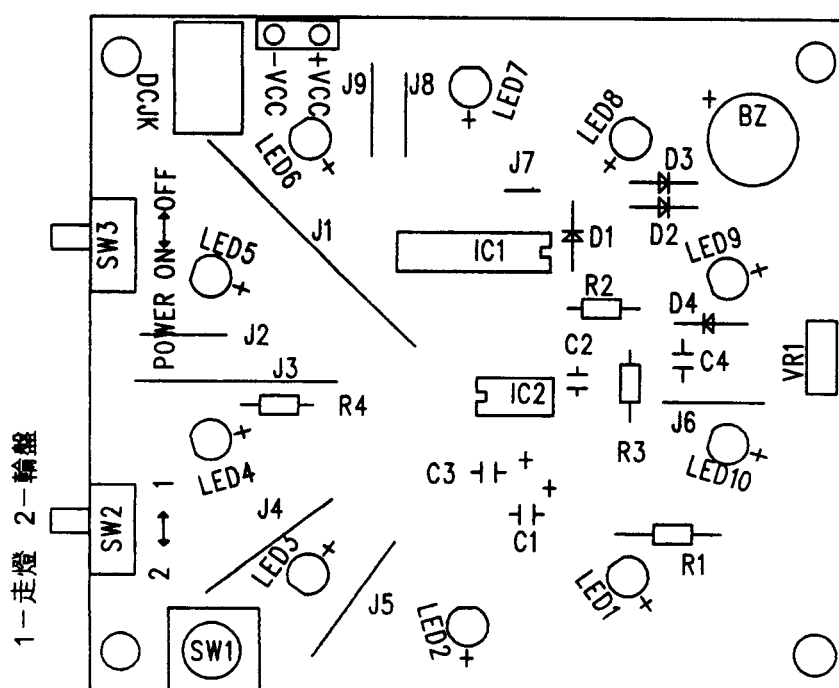 DCJK
-VCC
+VCC
J9
J8
LED7
LED6
LED8
BZ
+
+
+
+
D3
J7
D2
POWER ON↔OFF
SW3
LED5
+
J1
IC1
D1
LED9
+
R2
D4
J2
C2
C4
VR1
J3
R4
IC2
R3
J6
LED4
+
LED10
+
C3
+
+
C1
1-走燈 2-輪盤
SW2
2↔1
J4
LED3
+
R1
LED1
+
J5
LED2
+
SW1